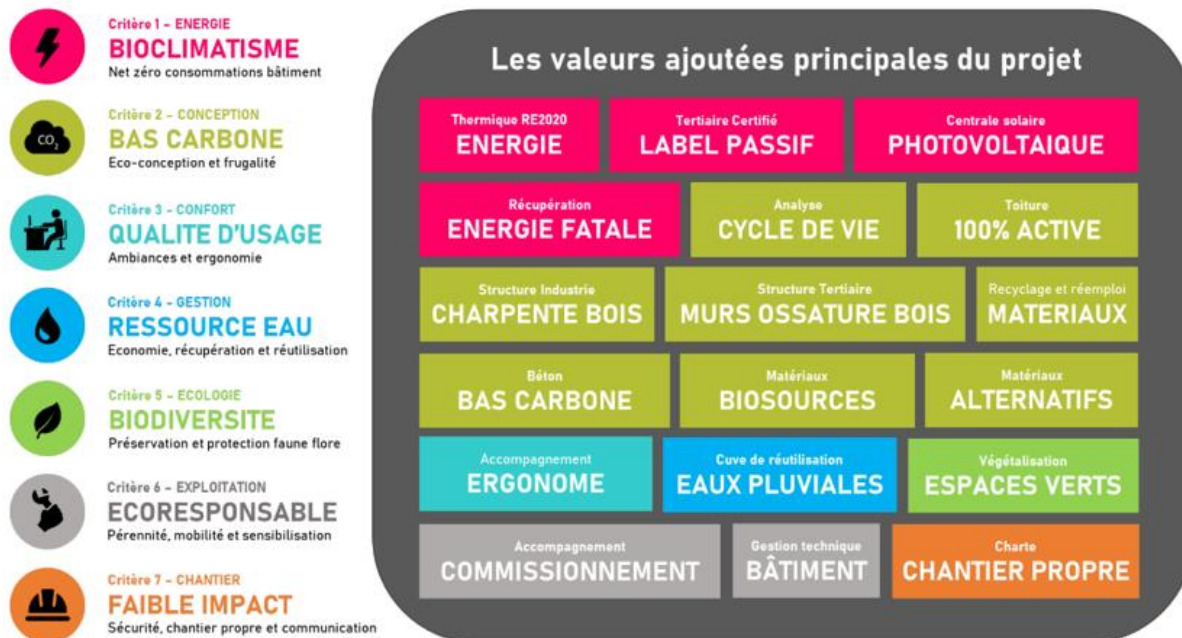 Critère 1 - ENERGIE
BIOCLIMATISME
Net zéro consommations bâtiment
Critère 2 - CONCEPTION
BAS CARBONE
Eco-conception et frugalité
CO2
Critère 3 - CONFORT
QUALITE D'USAGE
Ambiances et ergonomie
Critère 4 - GESTION
RESSOURCE EAU
Economie, récupération et réutilisation
Critère 5 - ECOLOGIE
BIODIVERSITE
Préservation et protection faune flore
Critère 6 - EXPLOITATION
ECORESPONSABLE
Pérennité, mobilité et sensibilisation
Critère 7 - CHANTIER
FAIBLE IMPACT
Sécurité, chantier propre et communication
Les valeurs ajoutées principales du projet
Thermique RE2020
ENERGIE
Tertiaire Certifié
LABEL PASSIF
Centrale solaire
PHOTOVOLTAIQUE
Récupération
ENERGIE FATALE
Analyse
CYCLE DE VIE
Toiture
100% ACTIVE
Structure Industrie
CHARPENTE BOIS
Structure Tertiaire
MURS OSSATURE BOIS
Recyclage et réemploi
MATERIAUX
Béton
BAS CARBONE
Matériaux
BIOSOURCES
Matériaux
ALTERNATIFS
Accompagnement
ERGONOME
Cuve de réutilisation
EAUX PLUVIALES
Végétalisation
ESPACES VERTS
Accompagnement
COMMISSIONNEMENT
Gestion technique
BÂTIMENT
Charte
CHANTIER PROPRE